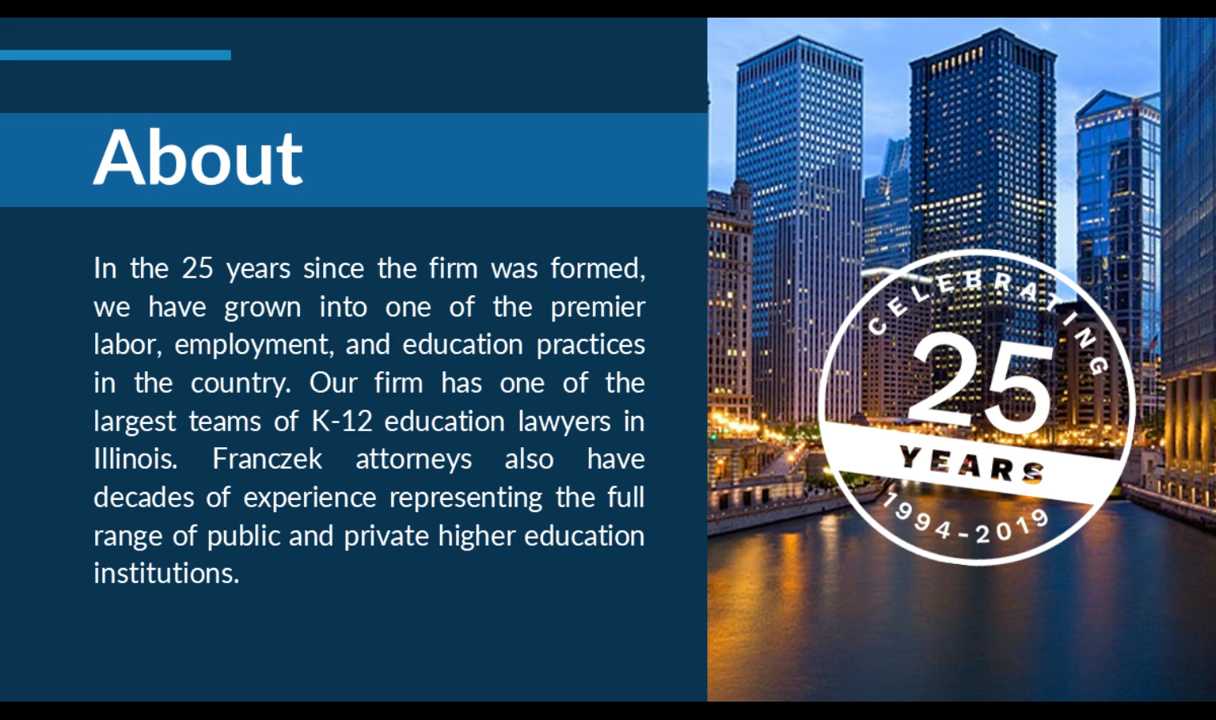 About
In the 25 years since the firm was formed,
we have grown into one of the premier
labor, employment, and education practices
in the country. Our firm has one of the
largest teams of K-12 education lawyers in
Illinois. Franczek attorneys also have
decades of experience representing the full
range of public and private higher education
institutions.
CELEBRATING
25
YEARS
1994-2019